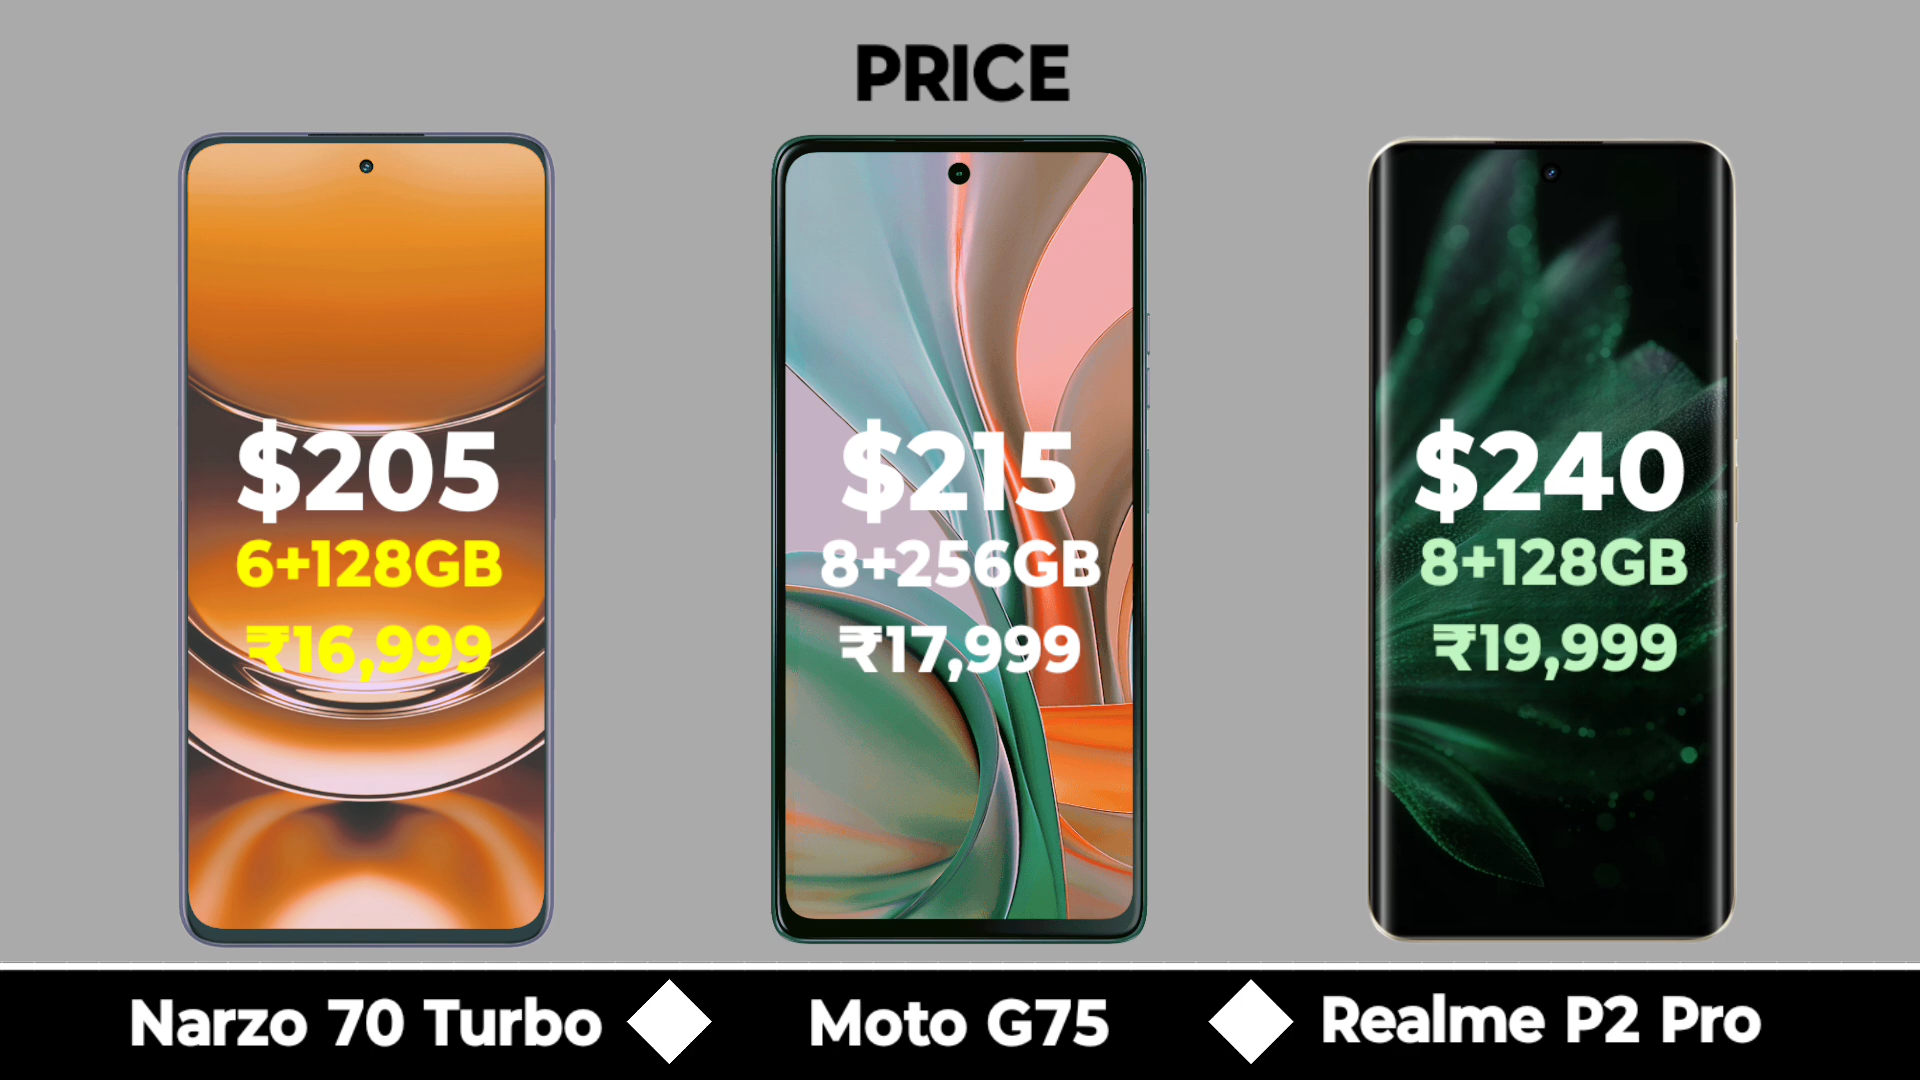 PRICE
$205
6+128GB
₹16,999
$215
8+256GB
₹17,999
$240
8+128GB
₹19,999
Narzo 70 Turbo
Moto G75
Realme P2 Pro